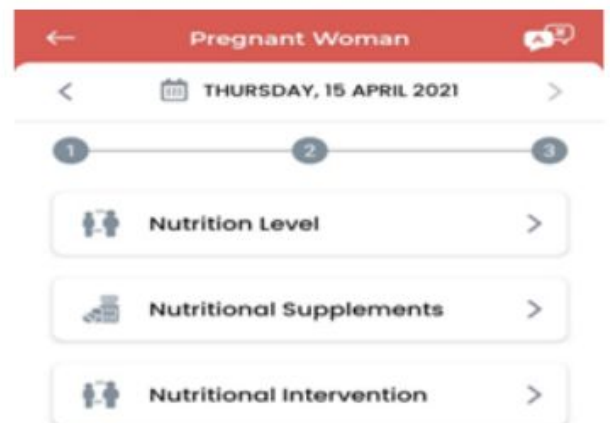 Pregnant Woman
THURSDAY, 15 APRIL 2021
1 2 3
Nutrition Level
Nutritional Supplements
Nutritional Intervention